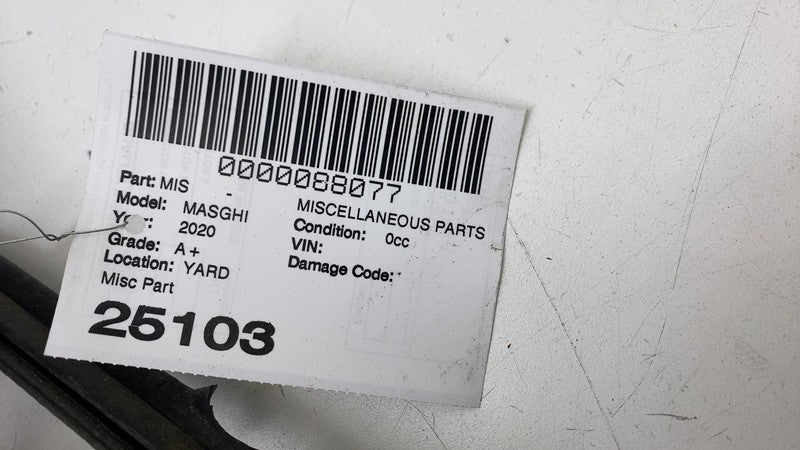 0000088077
Part: MIS - MISCELLANEOUS PARTS
Model: MASGHI Condition: 0cc
Year: 2020 VIN:
Grade: A+ Damage Code:
Location: YARD
Misc Part
25103